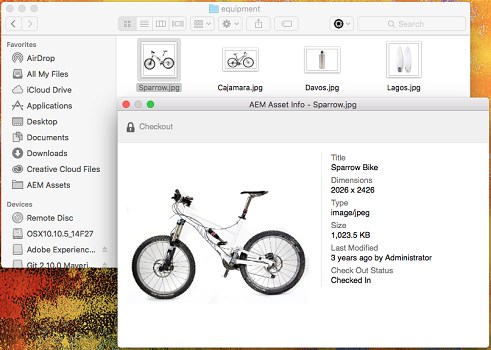 equipment
Search
Favorites
AirDrop
All My Files
iCloud Drive
Applications
Desktop
Documents
Downloads
Creative Cloud Files
AEM Assets
Devices
Remote Disc
OSX10.10.5_14F27
Adobe Experienc...
Git 2.10.0 Maveri...
Sparrow.jpg
Cajamara.jpg
Davos.jpg
Lagos.jpg
AEM Asset Info - Sparrow.jpg
Checkout
Title
Sparrow Bike
Dimensions
2026 x 2426
Type
image/jpeg
Size
1,023.5 KB
Last Modified
3 years ago by Administrator
Check Out Status
Checked In